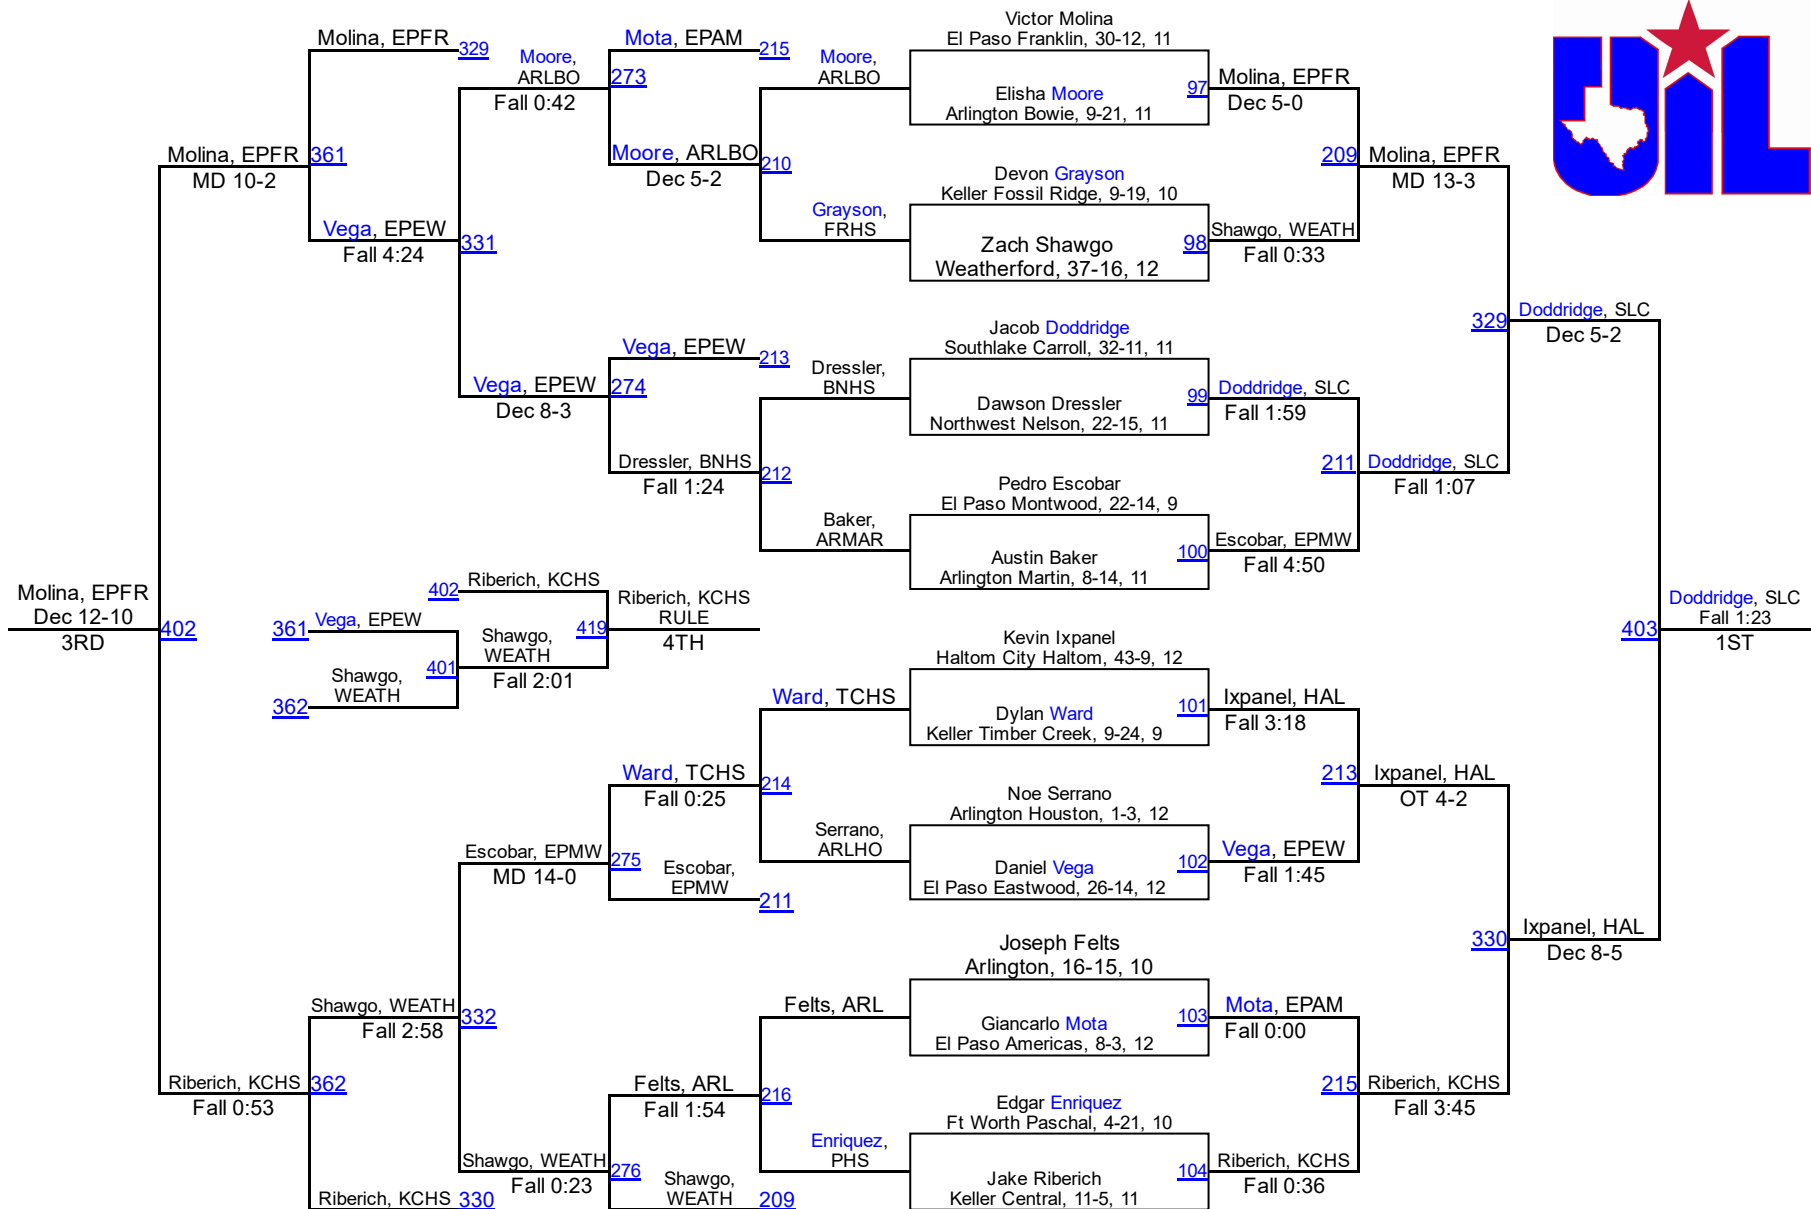 UIL
Molina, EPFR
329
Moore,
ARLBO
Fall 0:42
Mota, EPAM
215
273
Moore,
ARLBO
Victor Molina
El Paso Franklin, 30-12, 11
Elisha Moore
Arlington Bowie, 9-21, 11
97
Molina, EPFR
Dec 5-0
Molina, EPFR
MD 10-2
361
Moore, ARLBO
Dec 5-2
210
209
Molina, EPFR
MD 13-3
Devon Grayson
Keller Fossil Ridge, 9-19, 10
Vega, EPEW
Fall 4:24
331
Grayson,
FRHS
Zach Shawgo
Weatherford, 37-16, 12
98
Shawgo, WEATH
Fall 0:33
Jacob Doddridge
Southlake Carroll, 32-11, 11
329
Doddridge, SLC
Dec 5-2
Vega, EPEW
213
Vega, EPEW
Dec 8-3
274
Dressler,
BNHS
Dawson Dressler
Northwest Nelson, 22-15, 11
99
Doddridge, SLC
Fall 1:59
Dressler, BNHS
Fall 1:24
212
211
Doddridge, SLC
Fall 1:07
Pedro Escobar
El Paso Montwood, 22-14, 9
Baker,
ARMAR
Austin Baker
Arlington Martin, 8-14, 11
100
Escobar, EPMW
Fall 4:50
Molina, EPFR
Dec 12-10
3RD
402
402
Riberich, KCHS
361
Vega, EPEW
Shawgo,
WEATH
Fall 2:01
419
Riberich, KCHS
RULE
4TH
401
Shawgo,
WEATH
362
403
Doddridge, SLC
Fall 1:23
1ST
Kevin Ixpanel
Haltom City Haltom, 43-9, 12
Ward, TCHS
Dylan Ward
Keller Timber Creek, 9-24, 9
101
Ixpanel, HAL
Fall 3:18
Ward, TCHS
Fall 0:25
214
213
Ixpanel, HAL
OT 4-2
Noe Serrano
Arlington Houston, 1-3, 12
Serrano,
ARLHO
Daniel Vega
El Paso Eastwood, 26-14, 12
102
Vega, EPEW
Fall 1:45
Escobar, EPMW
MD 14-0
275
Escobar,
EPMW
211
330
Ixpanel, HAL
Dec 8-5
Joseph Felts
Arlington, 16-15, 10
Shawgo, WEATH
Fall 2:58
332
Felts, ARL
Giancarlo Mota
El Paso Americas, 8-3, 12
103
Mota, EPAM
Fall 0:00
Riberich, KCHS
Fall 0:53
362
Felts, ARL
Fall 1:54
216
215
Riberich, KCHS
Fall 3:45
Edgar Enriquez
Ft Worth Paschal, 4-21, 10
Shawgo, WEATH
Fall 0:23
276
Enriquez,
PHS
Jake Riberich
Keller Central, 11-5, 11
104
Riberich, KCHS
Fall 0:36
Riberich, KCHS
330
Shawgo,
WEATH
209